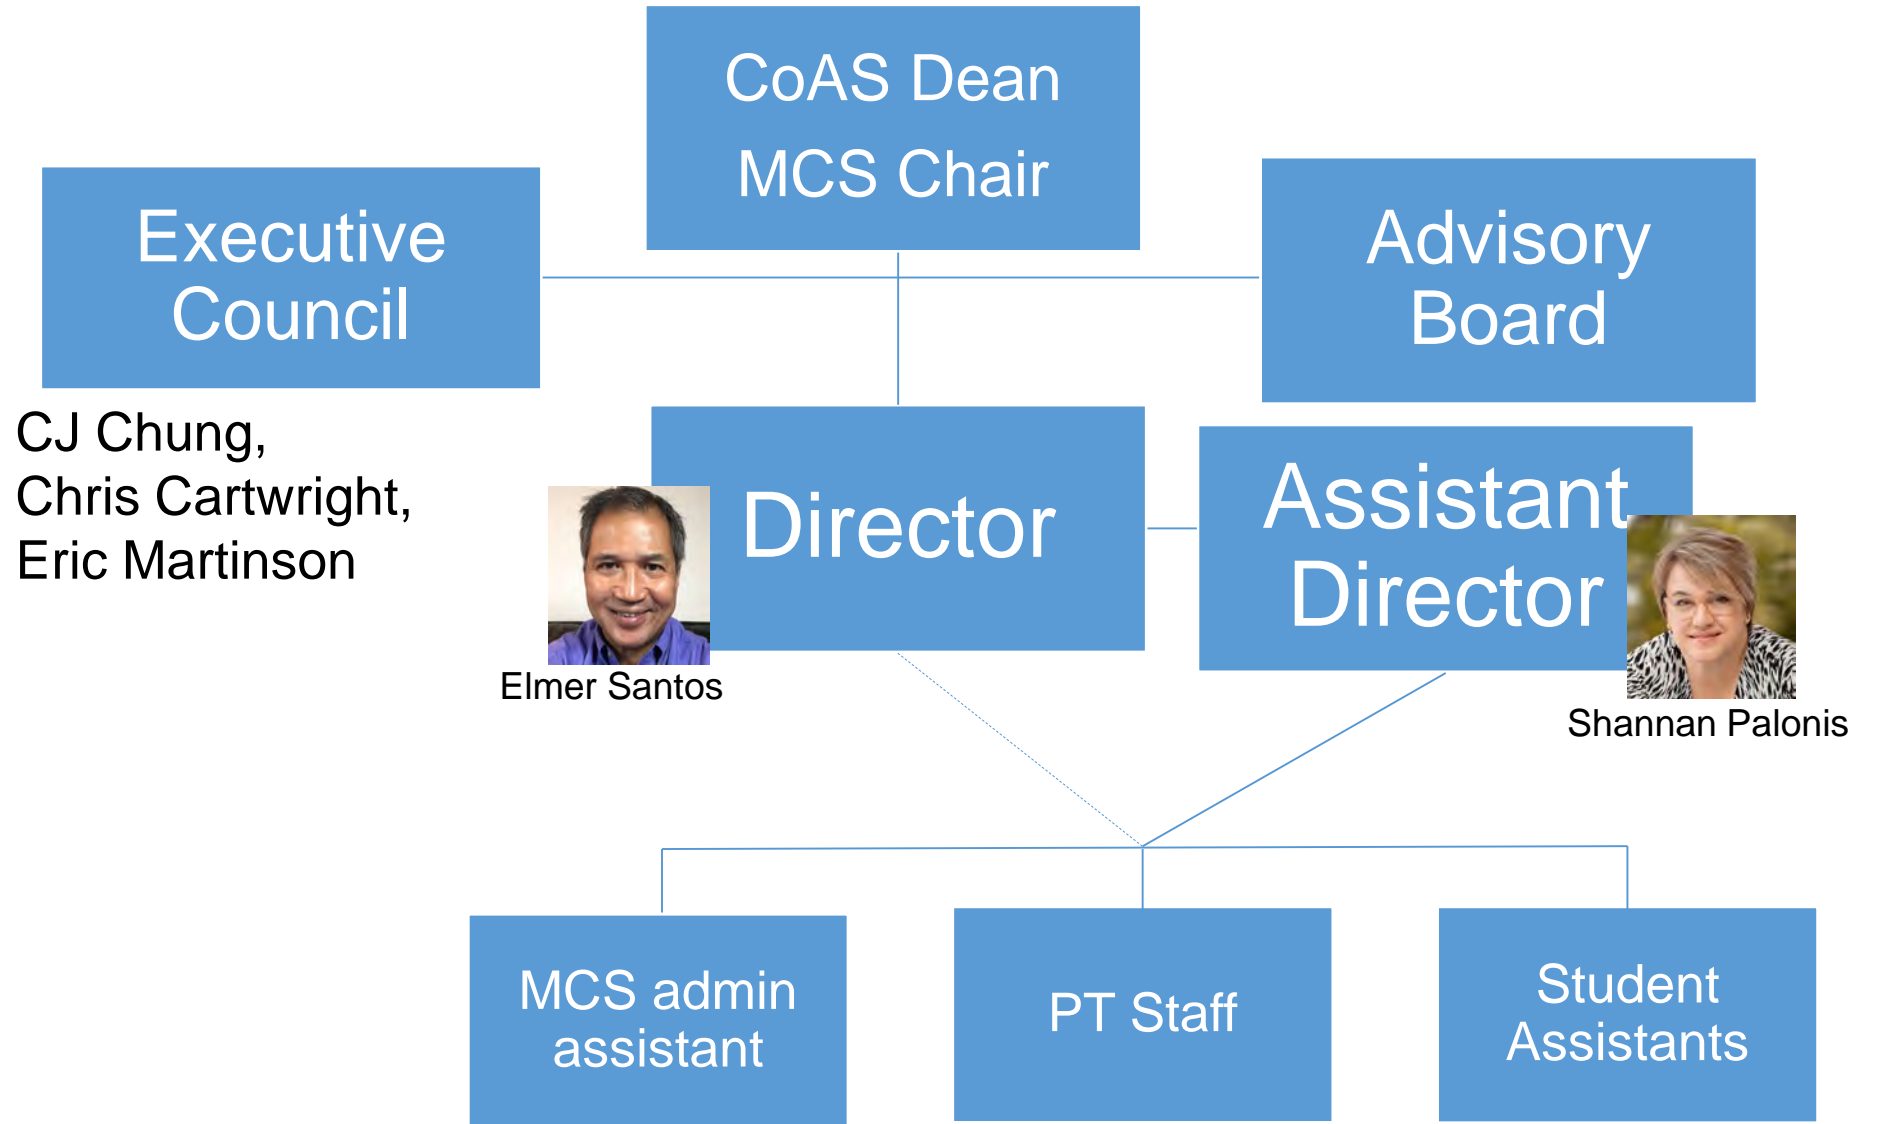 CoAS Dean
MCS Chair
Executive
Council
Advisory
Board
CJ Chung,
Chris Cartwright,
Eric Martinson
Director
Assistant
Director
Elmer Santos
Shannan Palonis
MCS admin
assistant
PT Staff
Student
Assistants